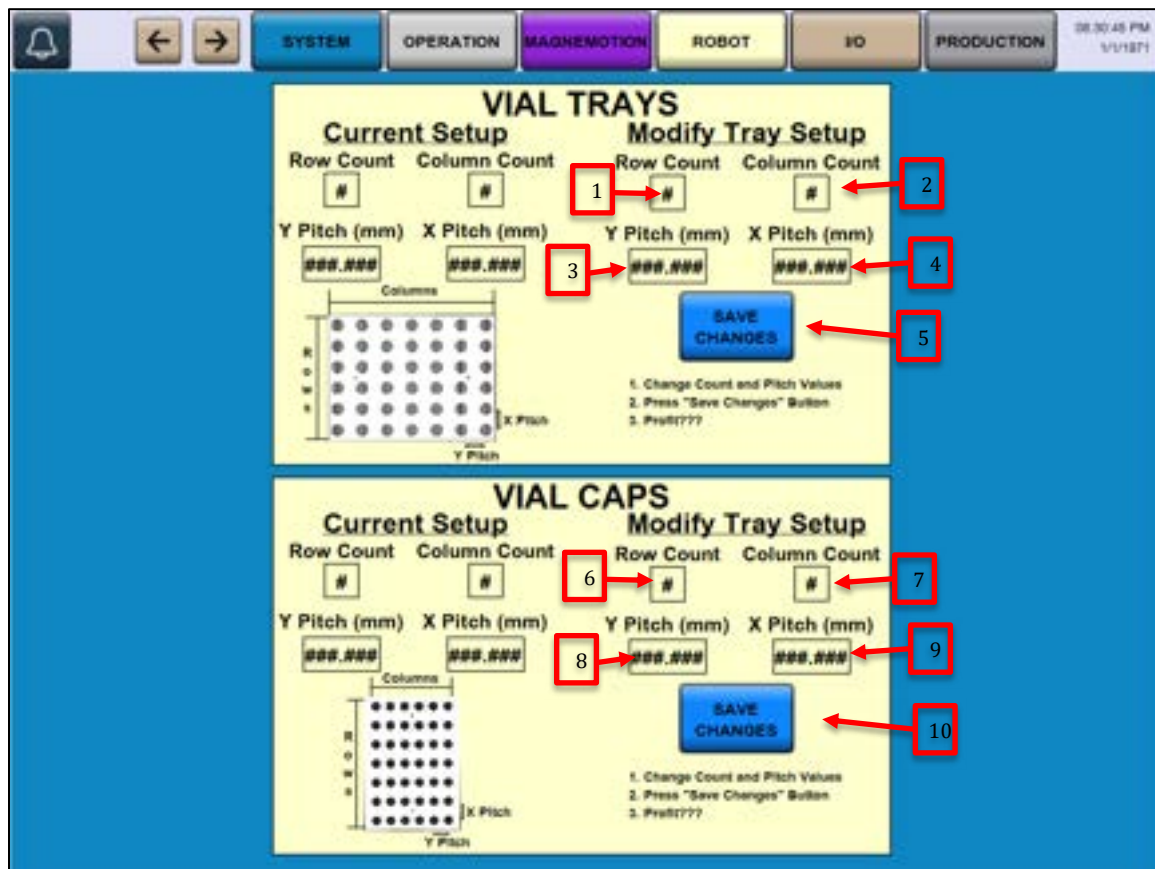 SYSTEM OPERATION MAGNEMOTION ROBOT I/O PRODUCTION 08:30:45 PM
1/1/1971
VIAL TRAYS
Current Setup Modify Tray Setup
Row Count Column Count Row Count Column Count
# # 1 # # 2
Y Pitch (mm) X Pitch (mm) Y Pitch (mm) X Pitch (mm)
###.### ###.### 3 ###.### ###.### 4
Columns
SAVE
CHANGES
5
Rows
1. Change Count and Pitch Values
2. Press "Save Changes" Button
3. Profit???
X Pitch
Y Pitch
VIAL CAPS
Current Setup Modify Tray Setup
Row Count Column Count Row Count Column Count
# # 6 # # 7
Y Pitch (mm) X Pitch (mm) Y Pitch (mm) X Pitch (mm)
###.### ###.### 8 ###.### ###.### 9
Columns
SAVE
CHANGES
10
Rows
1. Change Count and Pitch Values
2. Press "Save Changes" Button
3. Profit???
X Pitch
Y Pitch